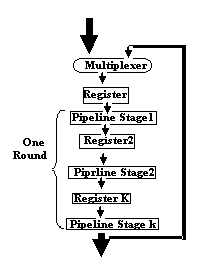 Multiplexer
Register
Pipeline Stage1
Register2
One
Round
Piprline Stage2
Register K
Pipeline Stage k